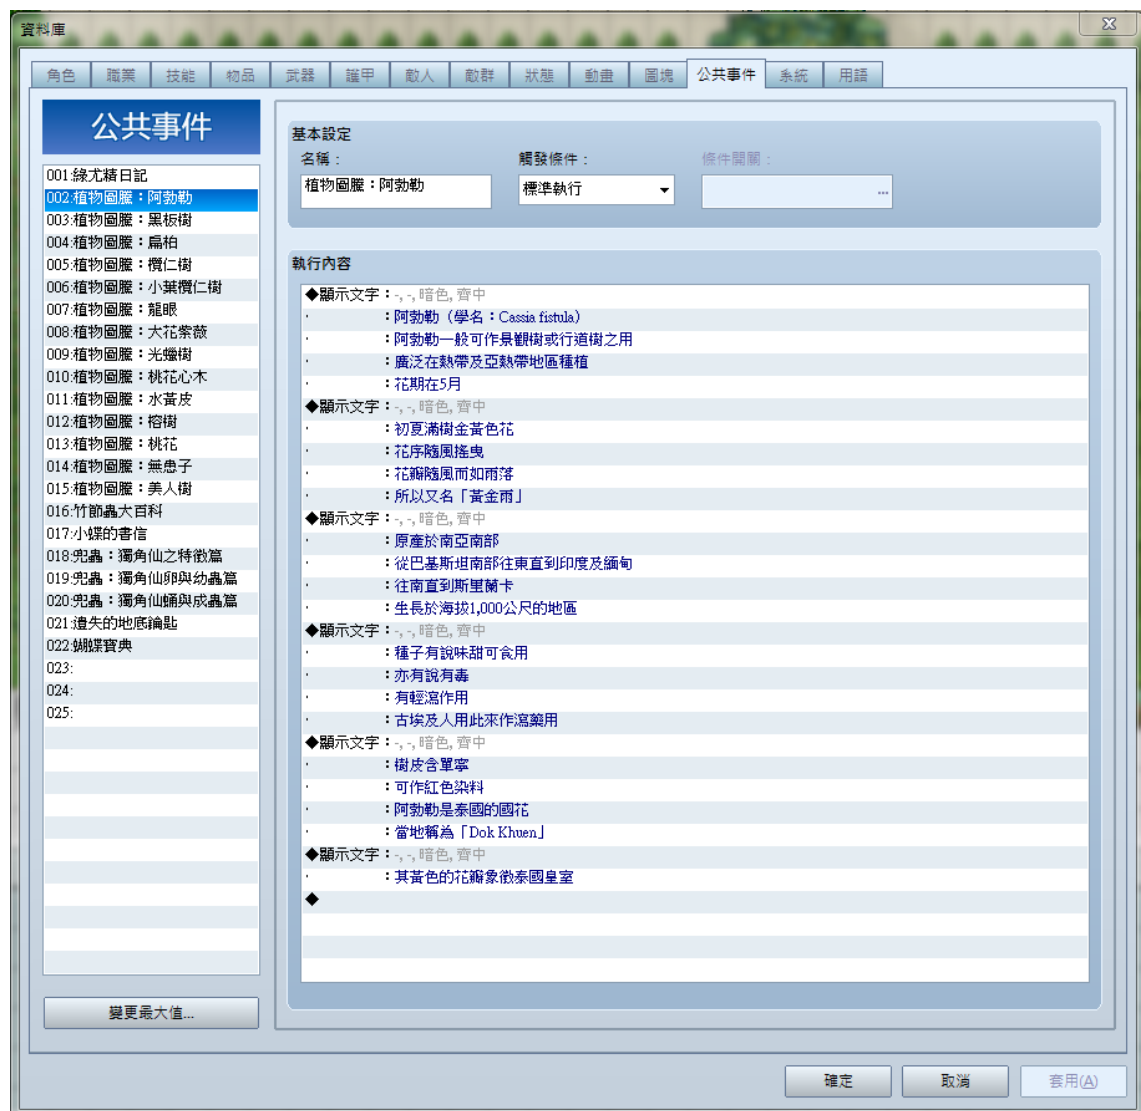 資料庫
角色 職業 技能 物品 武器 護甲 敵人 敵群 狀態 動畫 圖塊 公共事件 系統 用語
公共事件
001:綠尤精日記
002:植物圖騰：阿勃勒
003:植物圖騰：黑板樹
004:植物圖騰：扁柏
005:植物圖騰：欖仁樹
006:植物圖騰：小葉欖仁樹
007:植物圖騰：龍眼
008:植物圖騰：大花紫薇
009:植物圖騰：光蠟樹
010:植物圖騰：桃花心木
011:植物圖騰：水黃皮
012:植物圖騰：榕樹
013:植物圖騰：桃花
014:植物圖騰：無患子
015:植物圖騰：美人樹
016:竹節蟲大百科
017:小蝶的書信
018:兜蟲：獨角仙之特徵篇
019:兜蟲：獨角仙卵與幼蟲篇
020:兜蟲：獨角仙蛹與成蟲篇
021:遺失的地底鑰匙
022:蝴蝶寶典
023:
024:
025:
變更最大值...
基本設定
名稱： 觸發條件： 條件開關：
植物圖騰：阿勃勒 標準執行 ...
執行內容
◆顯示文字：-, -, 暗色, 齊中
： 阿勃勒（學名：Cassia fistula）
： 阿勃勒一般可作景觀樹或行道樹之用
： 廣泛在熱帶及亞熱帶地區種植
： 花期在5月
◆顯示文字：-, -, 暗色, 齊中
： 初夏滿樹金黃色花
： 花序隨風搖曳
： 花瓣隨風而如雨落
： 所以又名「黃金雨」
◆顯示文字：-, -, 暗色, 齊中
： 原產於南亞南部
： 從巴基斯坦南部往東直到印度及緬甸
： 往南直到斯里蘭卡
： 生長於海拔1,000公尺的地區
◆顯示文字：-, -, 暗色, 齊中
： 種子有說味甜可食用
： 亦有說有毒
： 有輕瀉作用
： 古埃及人用此來作瀉藥用
◆顯示文字：-, -, 暗色, 齊中
： 樹皮含單寧
： 可作紅色染料
： 阿勃勒是泰國的國花
： 當地稱為「Dok Khuen」
◆顯示文字：-, -, 暗色, 齊中
： 其黃色的花瓣象徵泰國皇室
◆
確定 取消 套用(A)